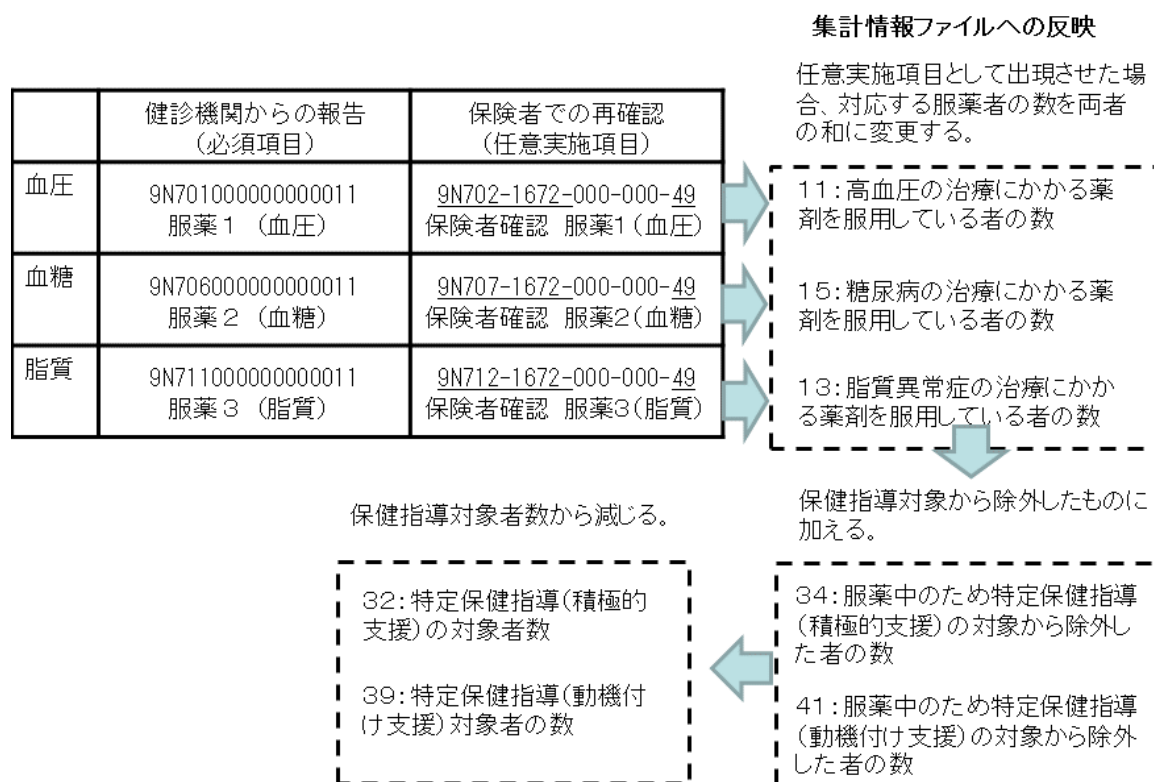 集計情報ファイルへの反映
任意実施項目として出現させた場
合、対応する服薬者の数を両者
の和に変更する。
健診機関からの報告
(必須項目)
保険者での再確認
(任意実施項目)
血圧
9N701000000000011
服薬１ (血圧)
9N702-1672-000-000-49
保険者確認 服薬1(血圧)
11:高血圧の治療にかかる薬
剤を服用している者の数
血糖
9N706000000000011
服薬２ (血糖)
9N707-1672-000-000-49
保険者確認 服薬2(血糖)
15:糖尿病の治療にかかる薬
剤を服用している者の数
脂質
9N711000000000011
服薬３ (脂質)
9N712-1672-000-000-49
保険者確認 服薬3(脂質)
13:脂質異常症の治療にかか
る薬剤を服用している者の数
保健指導対象から除外したものに
加える。
保健指導対象者数から減じる。
34:服薬中のため特定保健指導
(積極的支援)の対象から除外し
た者の数
41:服薬中のため特定保健指導
(動機付け支援)の対象から除外
した者の数
32:特定保健指導(積極的
支援)の対象者数
39:特定保健指導(動機付
け支援)対象者の数